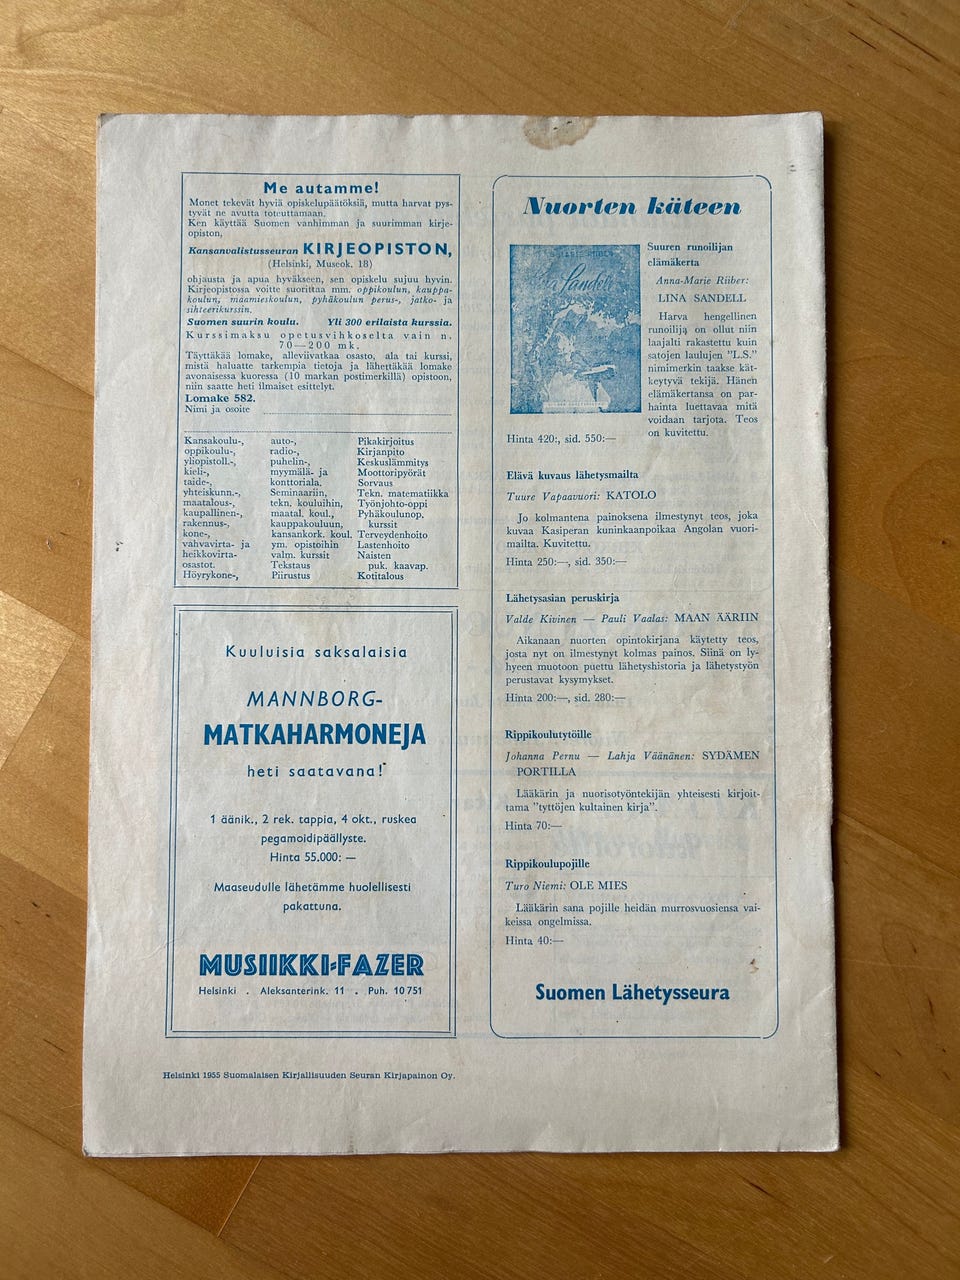 Me autamme!
Monet tekevät hyviä opiskelupäätöksiä, mutta harvat pys-
tyvät ne avutta toteuttamaan.
Ken käyttää Suomen vanhimman ja suurimman kirje-
opiston,
Kansanvalistusseuran KIRJEOPISTON,
(Helsinki, Museok. 18)
ohjausta ja apua hyväkseen, sen opiskelu sujuu hyvin.
Kirjeopistossa voitte suorittaa mm. oppikoulun, kauppa-
koulun, maamieskoulun, pyhäkoulun perus-, jatko- ja
sihteerikurssin.
Suomen suurin koulu. Yli 300 erilaista kurssia.
Kurssimaksu opetusvihkoselta vain n.
70—200 mk.
Täyttäkää lomake, alleviivatkaa osasto, ala tai kurssi,
mistä haluatte tarkempia tietoja ja lähettäkää lomake
avonaisessa kuoressa (10 markan postimerkillä) opistoon,
niin saatte heti ilmaiset esittelyt.
Lomake 582.
Nimi ja osoite
Kansakoulu-, auto-, Pikakirjoitus
oppikoulu-, radio-, Kirjanpito
yliopistoll.-, puhelin-, Keskuslämmitys
kieli-, myymälä- ja Moottoripyörät
taide-, konttoriala. Sorvaus
yhteiskunn.-, Seminaariin, Tekn. matematiikka
maatalous-, tekn. kouluihin, Työnjohto-oppi
kaupallinen-, maatal. koul., Pyhäkoulunop.
rakennus-, kauppakouluun, kurssit
kone-, kansankork. koul. Terveydenhoito
vahvavirta- ja ym. opistoihin Lastenhoito
heikkovirta- valm. kurssit Naisten
osastot. Tekstaus puk. kaavap.
Höyrykone-, Piirustus Kotitalous
Kuuluisia saksalaisia
MANNBORG-
MATKAHARMONEJA
heti saatavana!
1 äänik., 2 rek. tappia, 4 okt., ruskea
pegamoidipäällyste.
Hinta 55.000: —
Maaseudulle lähetämme huolellisesti
pakattuna.
MUSIIKKI-FAZER
Helsinki . Aleksanterink. 11 . Puh. 10 751
Nuorten käteen
Sandell
Suuren runoilijan
elämäkerta
Anna-Marie Riiber:
LINA SANDELL
Harva hengellinen
runoilija on ollut niin
laajalti rakastettu kuin
satojen laulujen "L.S."
nimimerkin taakse kät-
keytyvä tekijä. Hänen
elämäkertansa on par-
hainta luettavaa mitä
voidaan tarjota. Teos
on kuvitettu.
Hinta 420:, sid. 550:—
Elävä kuvaus lähetysmailta
Tuure Vapaavuori: KATOLO
Jo kolmantena painoksena ilmestynyt teos, joka
kuvaa Kasiperan kuninkaanpoikaa Angolan vuori-
mailta. Kuvitettu.
Hinta 250:—, sid. 350:—
Lähetysasian peruskirja
Valde Kivinen — Pauli Vaalas: MAAN ÄÄRIIN
Aikanaan nuorten opintokirjana käytetty teos,
josta nyt on ilmestynyt kolmas painos. Siinä on ly-
hyeen muotoon puettu lähetyshistoria ja lähetystyön
perustavat kysymykset.
Hinta 200:—, sid. 280:—
Rippikoulutytöille
Johanna Pernu — Lahja Väänänen: SYDÄMEN
PORTILLA
Lääkärin ja nuorisotyöntekijän yhteisesti kirjoit-
tama "tyttöjen kultainen kirja".
Hinta 70:—
Rippikoulupojille
Turo Niemi: OLE MIES
Lääkärin sana pojille heidän murrosvuosiensa vai-
keissa ongelmissa.
Hinta 40:—
Suomen Lähetysseura
Helsinki 1955 Suomalaisen Kirjallisuuden Seuran Kirjapainon Oy.